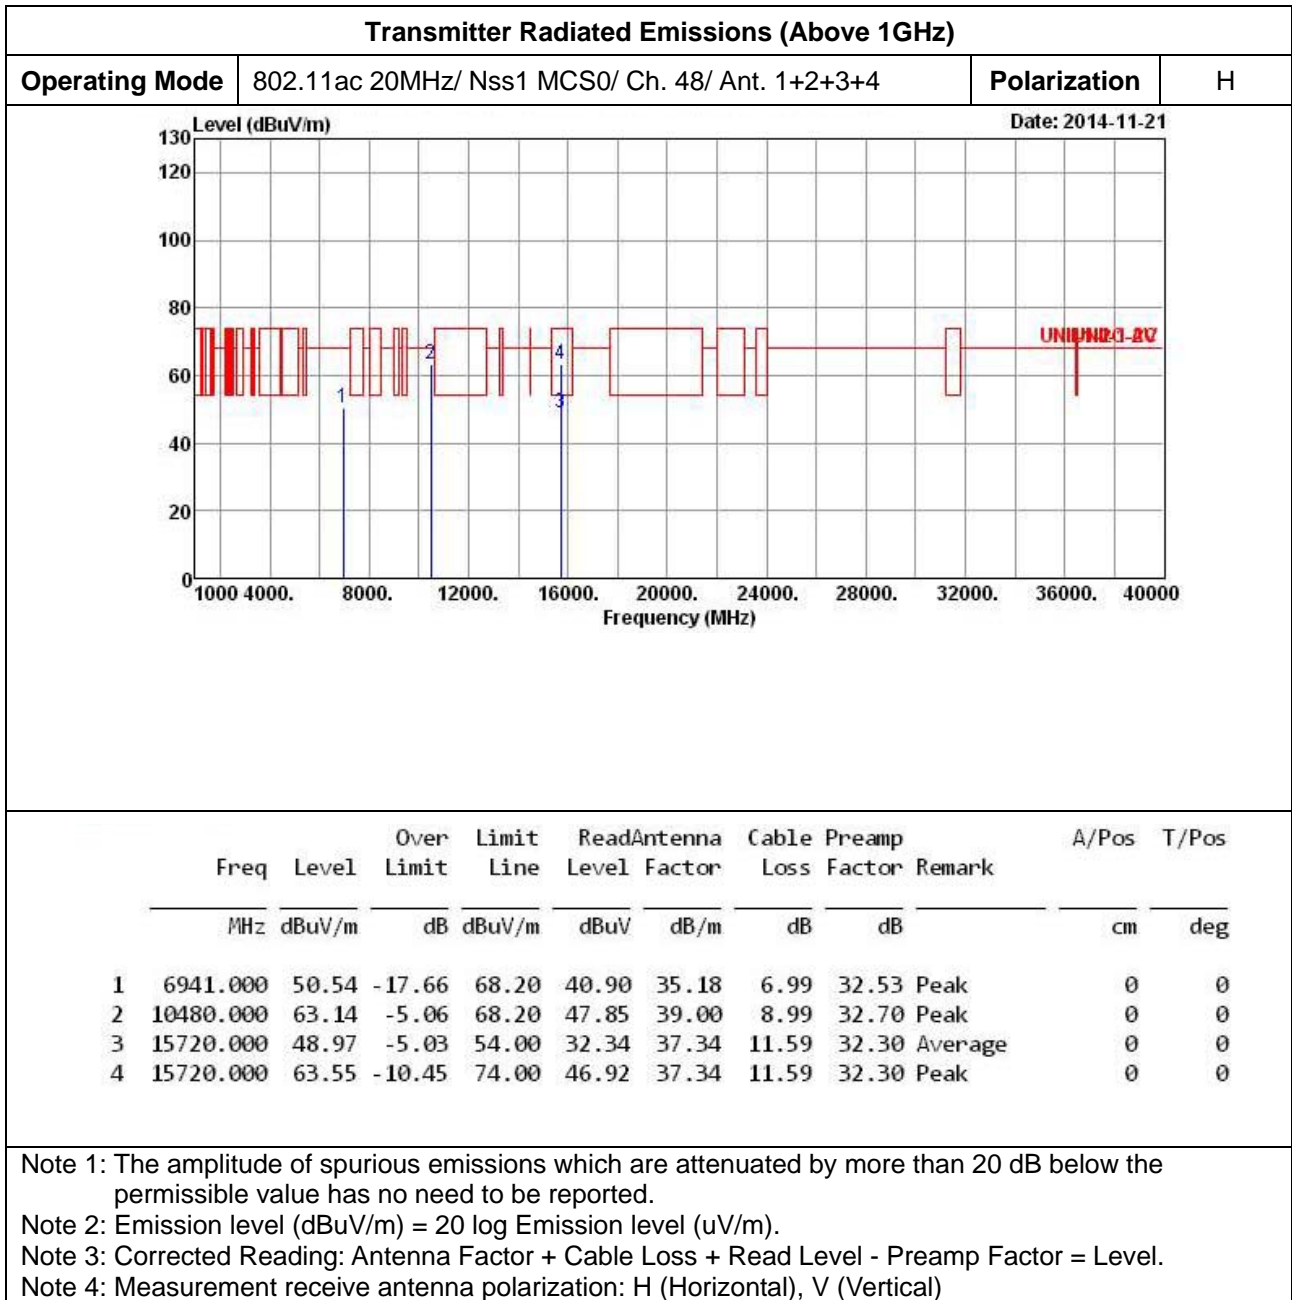 Transmitter Radiated Emissions (Above 1GHz)
Operating Mode 802.11ac 20MHz/ Nss1 MCS0/ Ch. 48/ Ant. 1+2+3+4 Polarization H
Level (dBuV/m) Date: 2014-11-21
130
120
100
80
60
40
20
0
1
2
4
3
1000 4000. 8000. 12000. 16000. 20000. 24000. 28000. 32000. 36000. 40000
Frequency (MHz)
Over Limit ReadAntenna Cable Preamp A/Pos T/Pos
Freq Level Limit Line Level Factor Loss Factor Remark
MHz dBuV/m dB dBuV/m dBuV dB/m dB dB cm deg
1 6941.000 50.54 -17.66 68.20 40.90 35.18 6.99 32.53 Peak 0 0
2 10480.000 63.14 -5.06 68.20 47.85 39.00 8.99 32.70 Peak 0 0
3 15720.000 48.97 -5.03 54.00 32.34 37.34 11.59 32.30 Average 0 0
4 15720.000 63.55 -10.45 74.00 46.92 37.34 11.59 32.30 Peak 0 0
Note 1: The amplitude of spurious emissions which are attenuated by more than 20 dB below the
permissible value has no need to be reported.
Note 2: Emission level (dBuV/m) = 20 log Emission level (uV/m).
Note 3: Corrected Reading: Antenna Factor + Cable Loss + Read Level - Preamp Factor = Level.
Note 4: Measurement receive antenna polarization: H (Horizontal), V (Vertical)